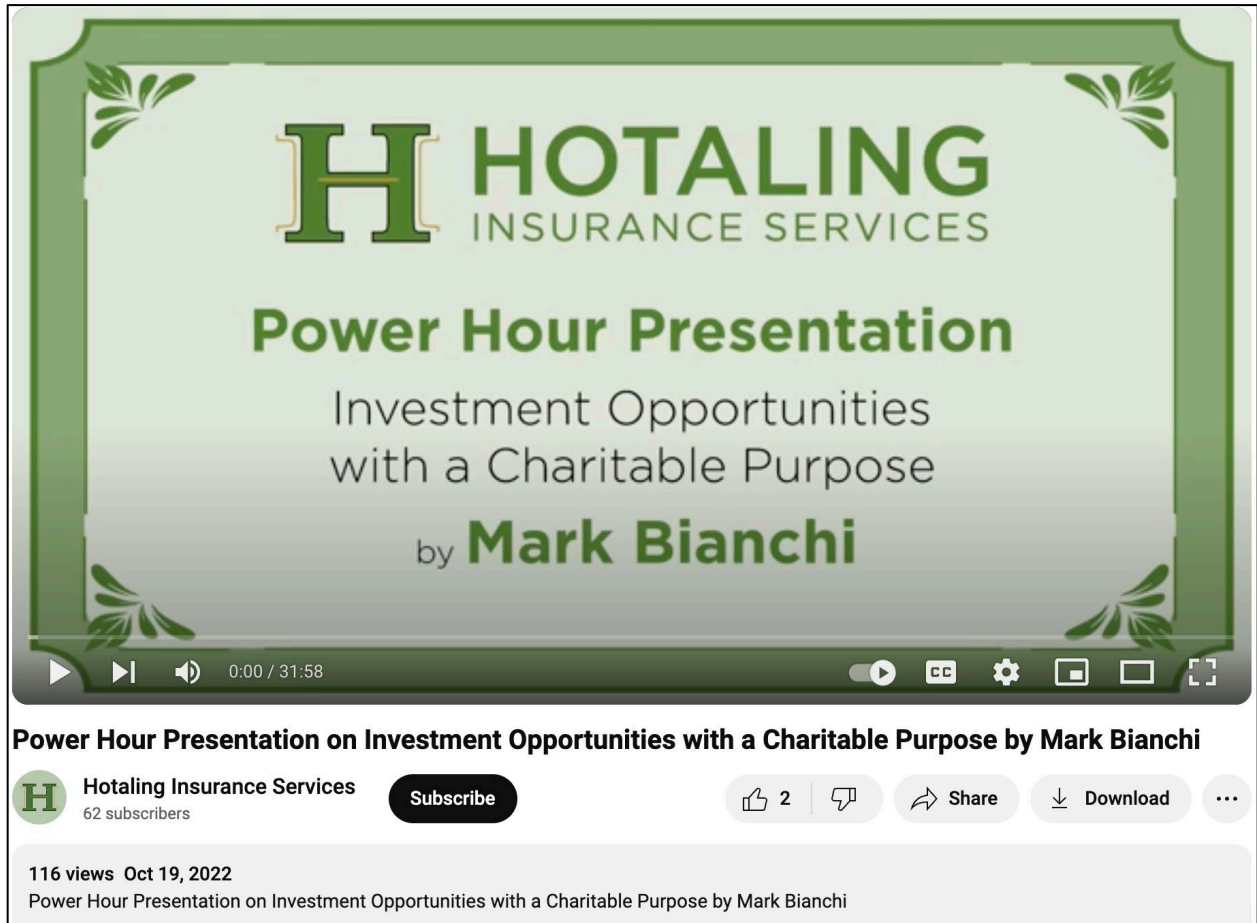 H HOTALING
INSURANCE SERVICES
Power Hour Presentation
Investment Opportunities
with a Charitable Purpose
by Mark Bianchi
0:00 / 31:58
CC
Power Hour Presentation on Investment Opportunities with a Charitable Purpose by Mark Bianchi
H
Hotaling Insurance Services
62 subscribers
Subscribe
2
Share
Download
116 views Oct 19, 2022
Power Hour Presentation on Investment Opportunities with a Charitable Purpose by Mark Bianchi